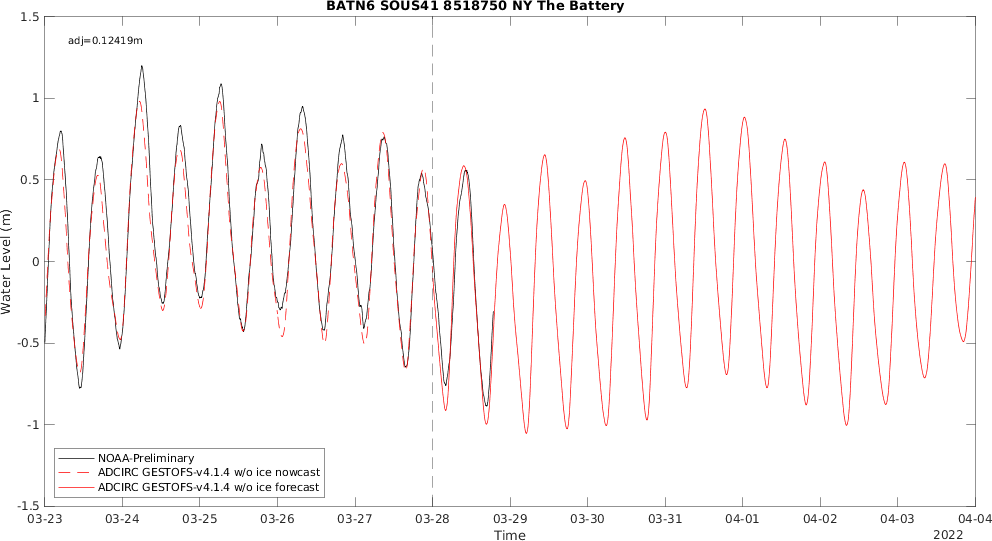 BATN6 SOUS41 8518750 NY The Battery
adj=0.12419m
1.5
1
0.5
0
-0.5
-1
-1.5
Water Level (m)
NOAA-Preliminary
ADCIRC GESTOFS-v4.1.4 w/o ice nowcast
ADCIRC GESTOFS-v4.1.4 w/o ice forecast
03-23 03-24 03-25 03-26 03-27 03-28 03-29 03-30 03-31 04-01 04-02 04-03 04-04
Time
2022